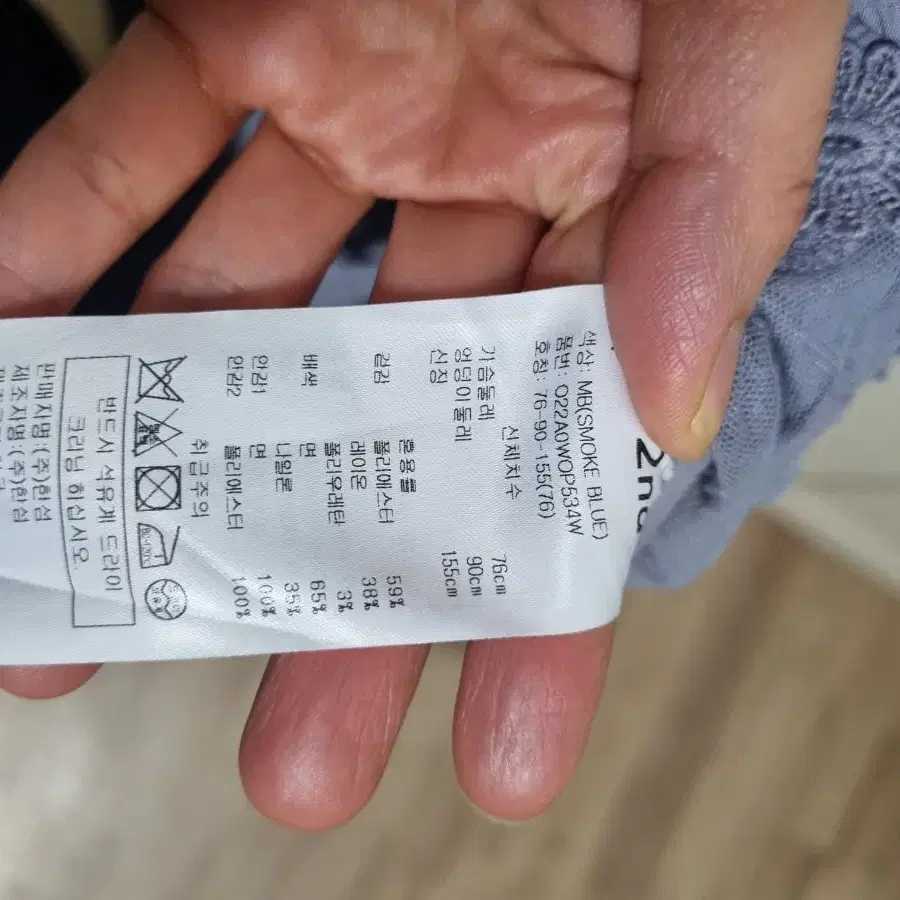 2nd
색상: MB(SMOKE BLUE)
품번: O22A0WOP534W
호칭: 76-90-155(76)
신체치수
가슴둘레 76cm
엉덩이둘레 90cm
신장 155cm
혼용률
겉감 폴리에스터 59%
레이온 38%
폴리우레탄 3%
배색 면 65%
나일론 35%
안감1 면 100%
안감2 폴리에스터 100%
취급주의
반드시 석유계 드라이
크리닝 하십시오.
판매자명:(주)한섬
제조자명:(주)한섬